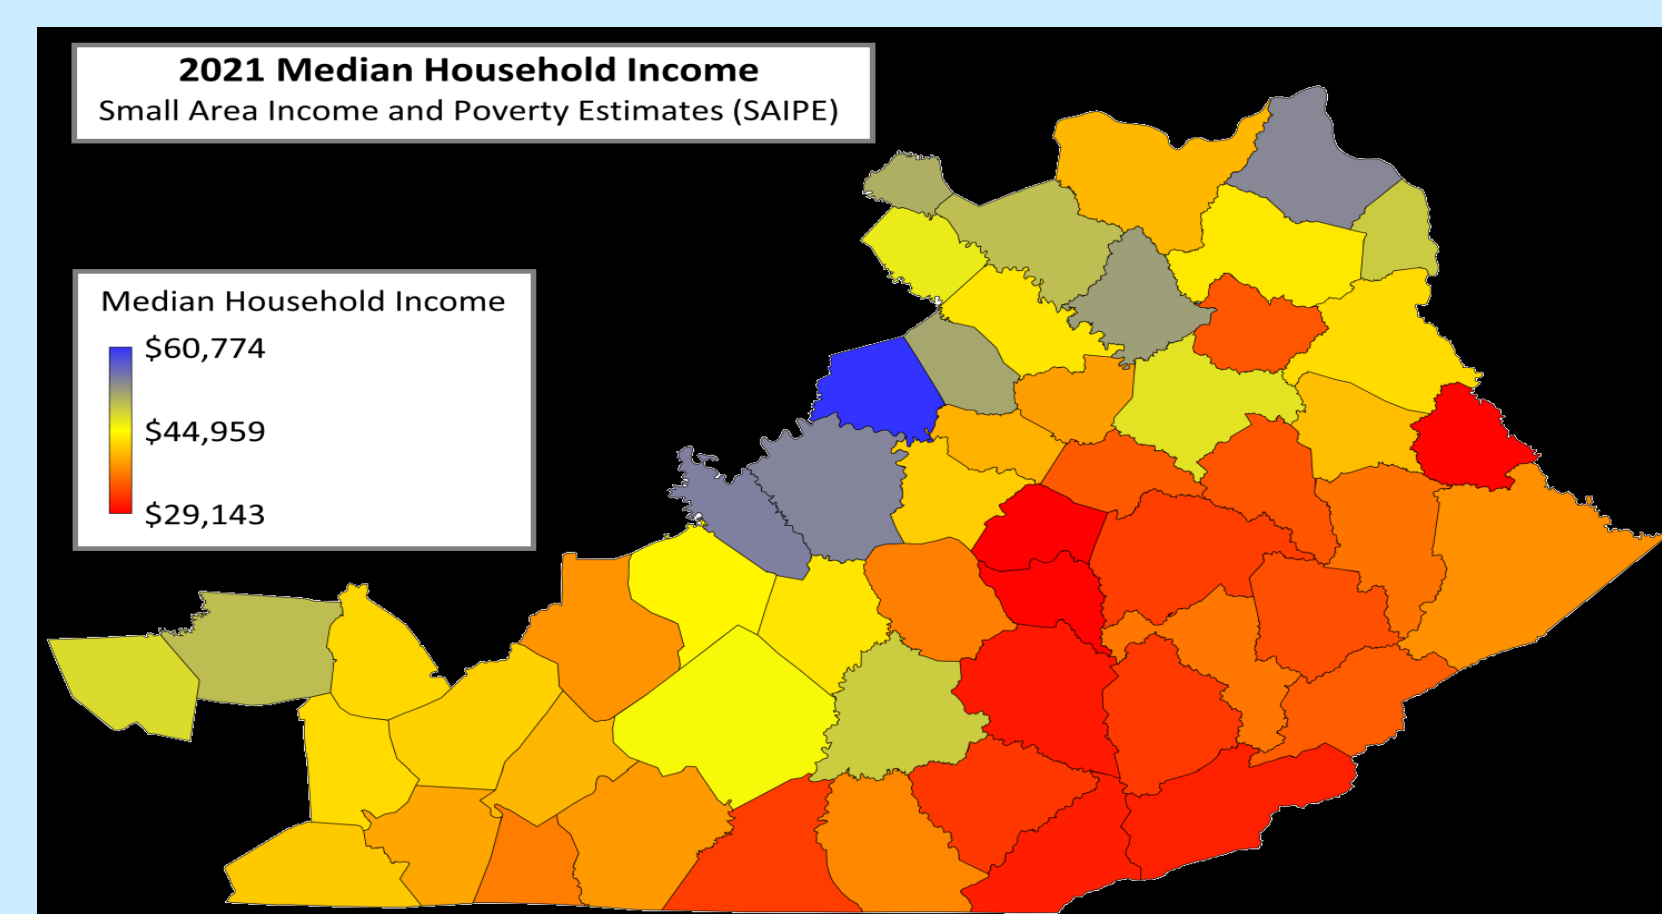 2021 Median Household Income
Small Area Income and Poverty Estimates (SAIPE)
Median Household Income
$60,774
$44,959
$29,143